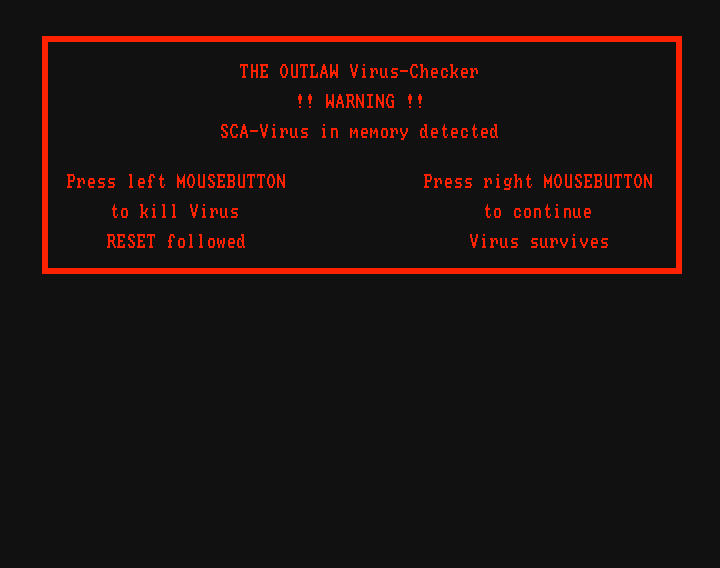 THE OUTLAW Virus-Checker
!! WARNING !!
SCA-Virus in memory detected
Press left MOUSEBUTTON
to kill Virus
RESET followed
Press right MOUSEBUTTON
to continue
Virus survives